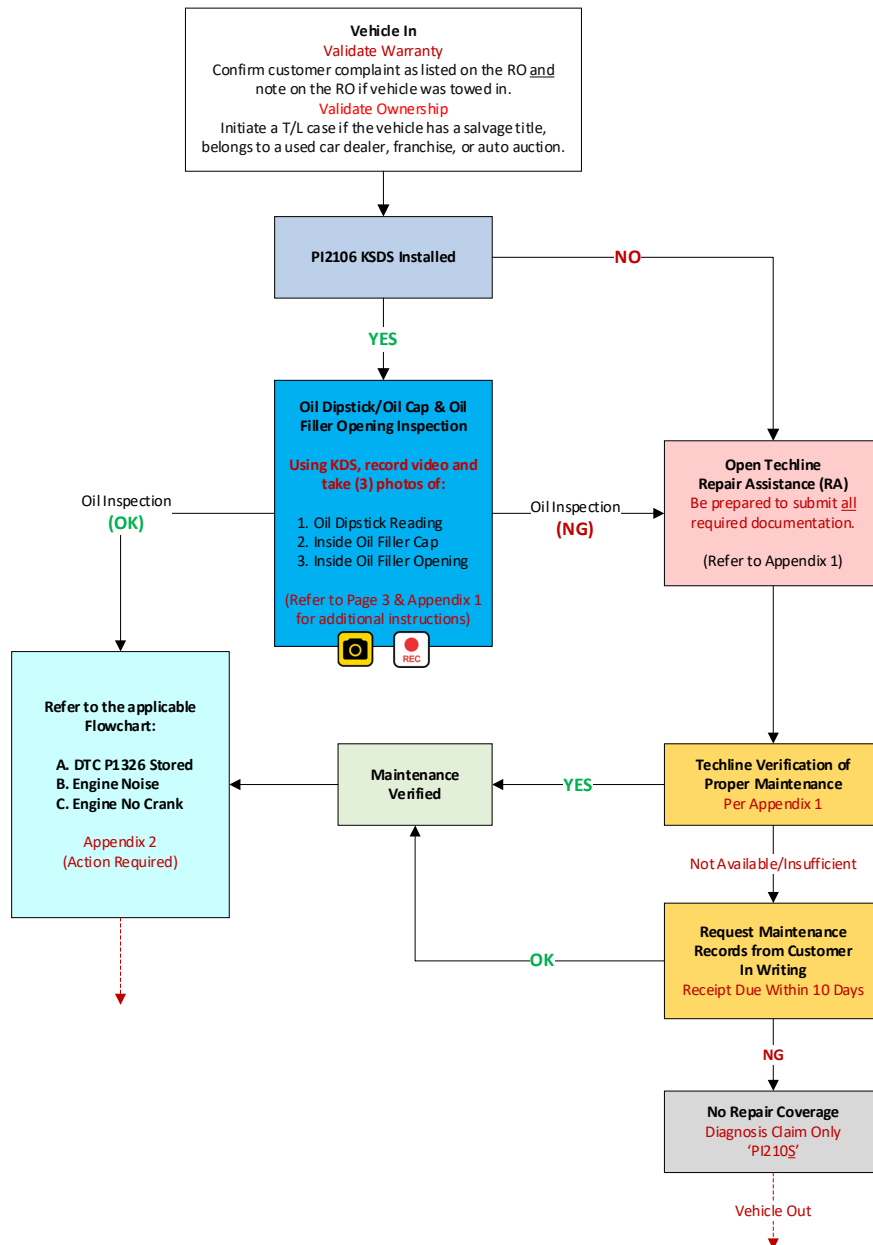 Vehicle In
Validate Warranty
Confirm customer complaint as listed on the RO and
note on the RO if vehicle was towed in.
Validate Ownership
Initiate a T/L case if the vehicle has a salvage title,
belongs to a used car dealer, franchise, or auto auction.
PI2106 KSDS Installed
NO
YES
Oil Dipstick/Oil Cap & Oil
Filler Opening Inspection
Using KDS, record video and
take (3) photos of:
1. Oil Dipstick Reading
2. Inside Oil Filler Cap
3. Inside Oil Filler Opening
(Refer to Page 3 & Appendix 1
for additional instructions)
REC
Oil Inspection
(OK)
Oil Inspection
(NG)
Open Techline
Repair Assistance (RA)
Be prepared to submit all
required documentation.
(Refer to Appendix 1)
Refer to the applicable
Flowchart:
A. DTC P1326 Stored
B. Engine Noise
C. Engine No Crank
Appendix 2
(Action Required)
Maintenance
Verified
YES
Techline Verification of
Proper Maintenance
Per Appendix 1
Not Available/Insufficient
Request Maintenance
Records from Customer
In Writing
Receipt Due Within 10 Days
OK
NG
No Repair Coverage
Diagnosis Claim Only
‘PI210S’
Vehicle Out